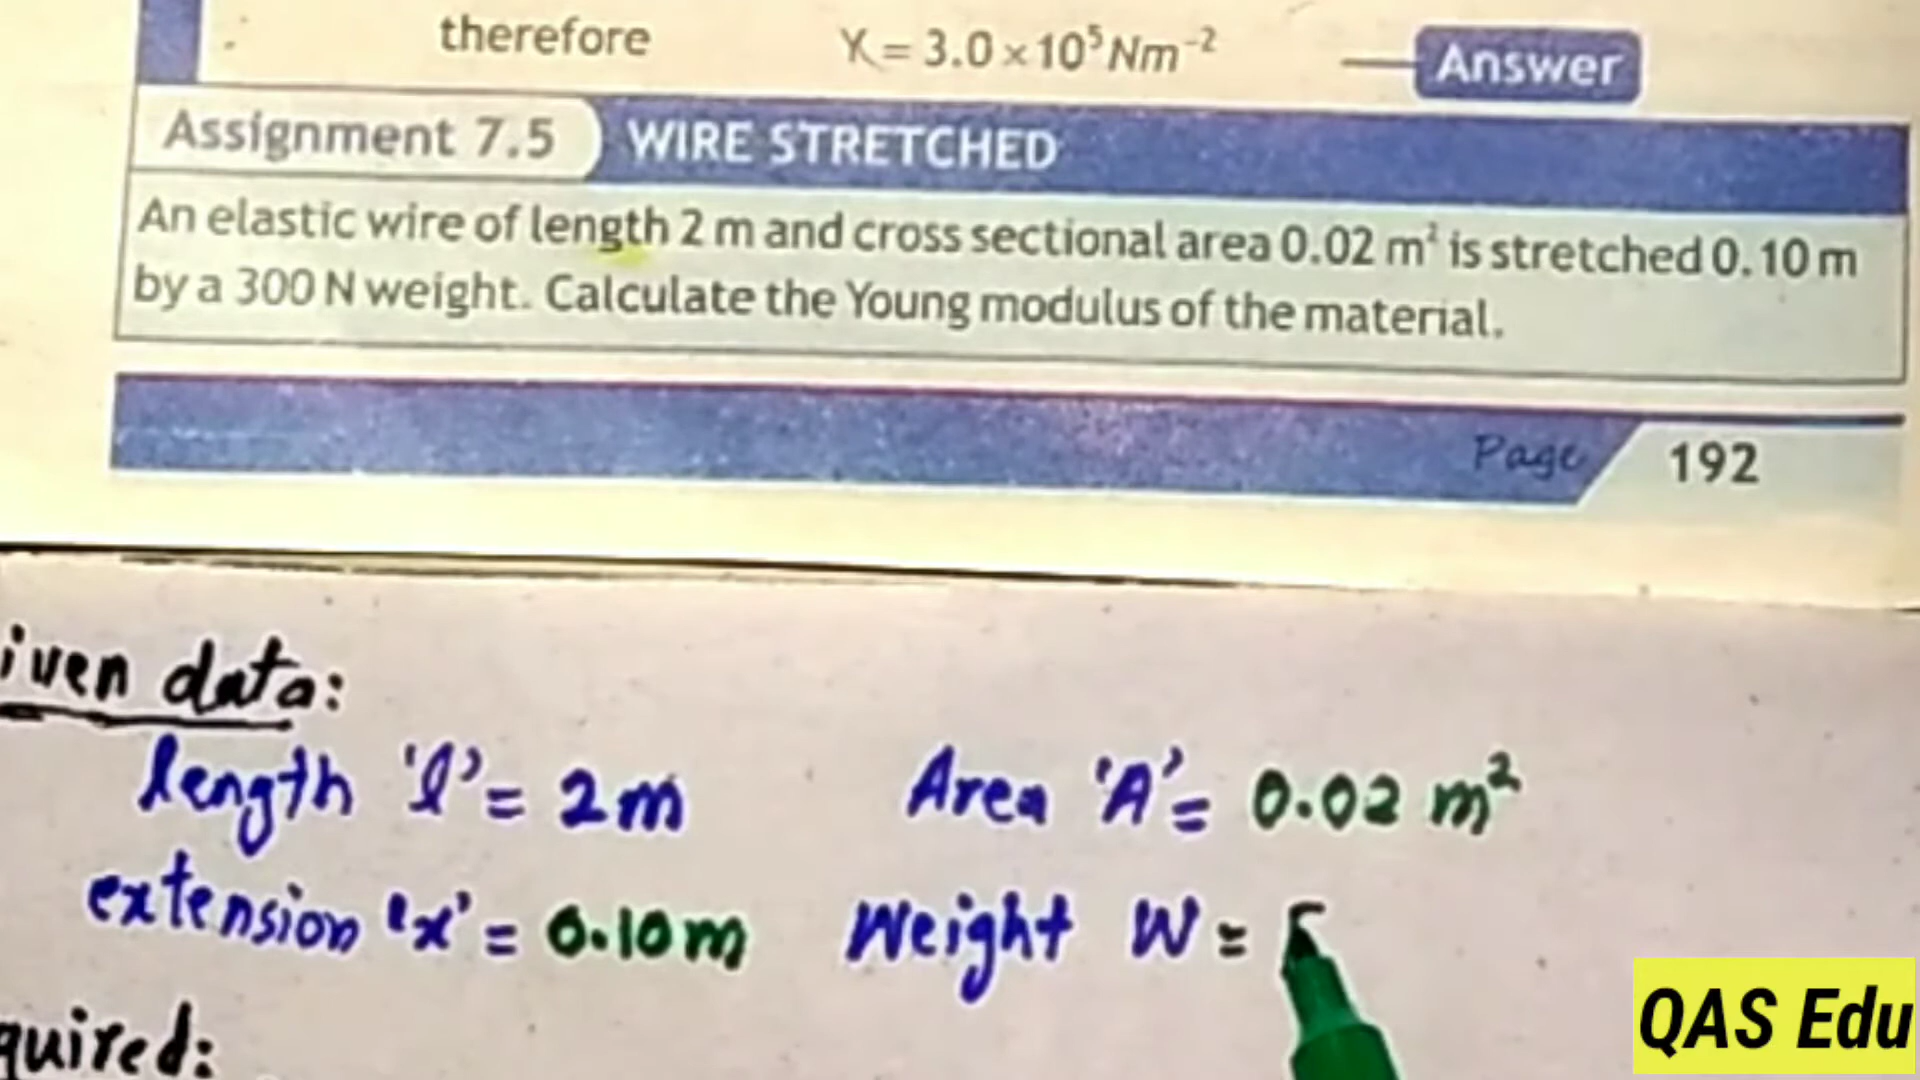 therefore Y = 3.0 × 10⁵ Nm⁻² Answer
Assignment 7.5 WIRE STRETCHED
An elastic wire of length 2 m and cross sectional area 0.02 m² is stretched 0.10 m
by a 300 N weight. Calculate the Young modulus of the material.
Page 192
iven data:
length 'l' = 2m Area 'A' = 0.02 m²
extension 'x' = 0.10m Weight W =
quired:
QAS Edu